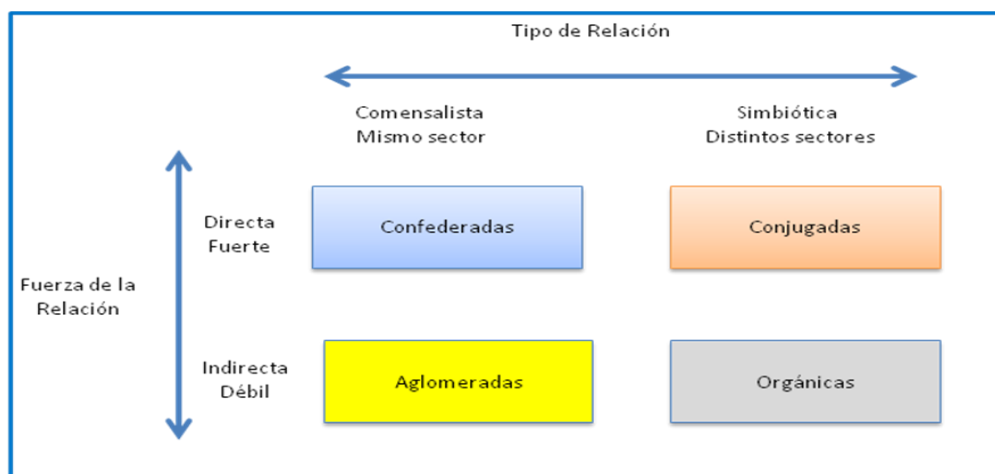 Tipo de Relación
Comensalista
Mismo sector
Simbiótica
Distintos sectores
Directa
Fuerte
Confederadas
Conjugadas
Fuerza de la
Relación
Indirecta
Débil
Aglomeradas
Orgánicas